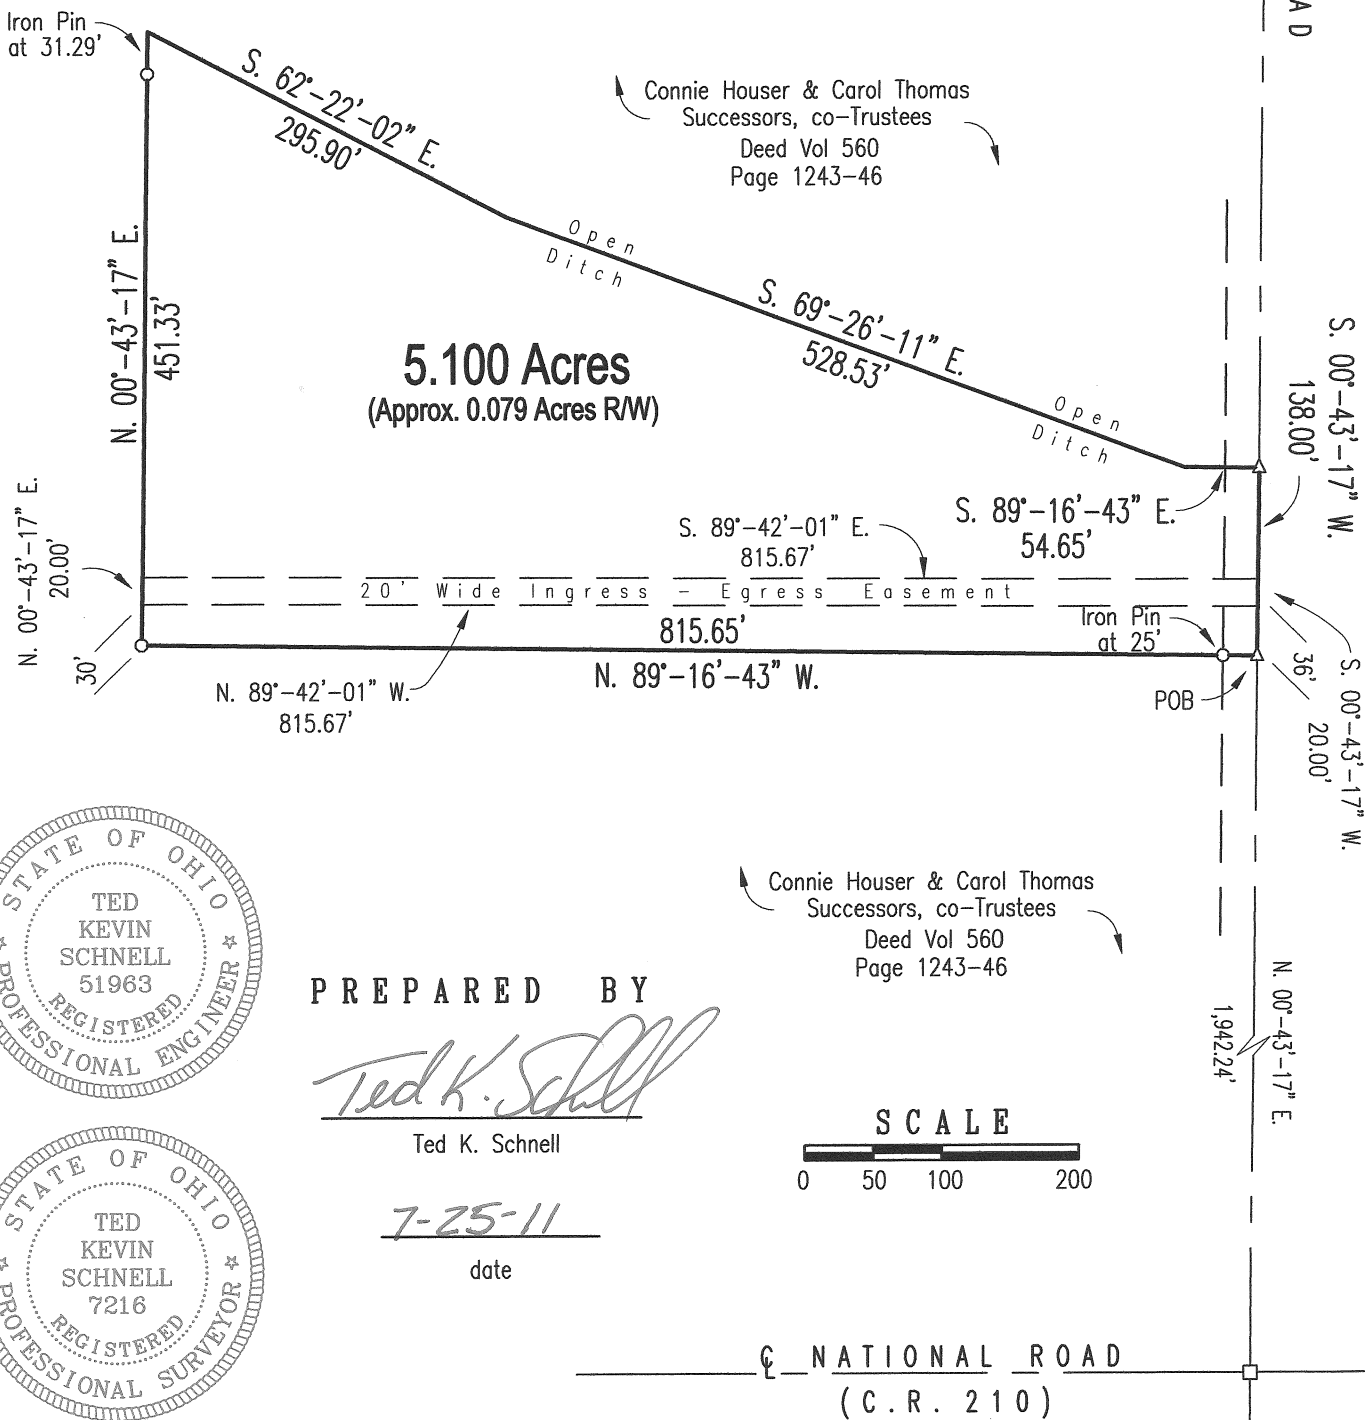 Iron Pin
at 31.29'
A D
S. 62°-22'-02" E.
295.90'
Connie Houser & Carol Thomas
Successors, co-Trustees
Deed Vol 560
Page 1243-46
Open
Ditch
N. 00°-43'-17" E.
451.33'
S. 69°-26'-11" E.
528.53'
5.100 Acres
(Approx. 0.079 Acres R/W)
Open
Ditch
S. 00°-43'-17" W.
138.00'
S. 89°-16'-43" E.
54.65'
S. 89°-42'-01" E.
815.67'
N. 00°-43'-17" E.
20.00'
20' Wide Ingress - Egress Easement
815.65'
N. 89°-16'-43" W.
Iron Pin
at 25'
30'
N. 89°-42'-01" W.
815.67'
POB
36'
S. 00°-43'-17" W.
20.00'
STATE OF OHIO
TED
KEVIN
SCHNELL
51963
REGISTERED
PROFESSIONAL ENGINEER
Connie Houser & Carol Thomas
Successors, co-Trustees
Deed Vol 560
Page 1243-46
PREPARED BY
Ted K. Schnell
Ted K. Schnell
7-25-11
date
N. 00°-43'-17" E.
1,942.24'
SCALE
0 50 100 200
STATE OF OHIO
TED
KEVIN
SCHNELL
7216
REGISTERED
PROFESSIONAL SURVEYOR
℄ NATIONAL ROAD
(C.R. 210)